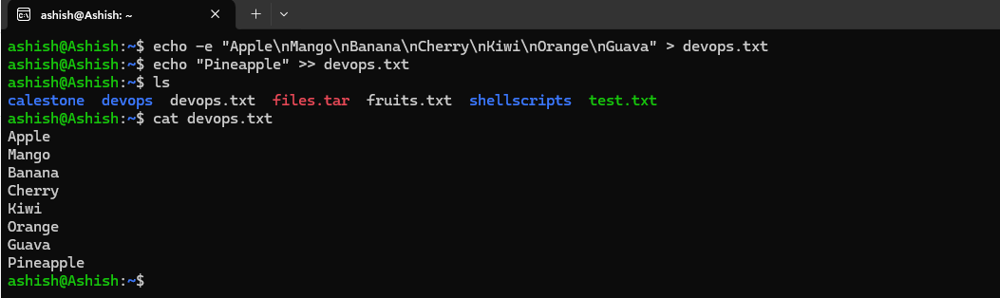 ashish@Ashish: ~
ashish@Ashish:~$ echo -e "Apple\nMango\nBanana\nCherry\nKiwi\nOrange\nGuava" > devops.txt
ashish@Ashish:~$ echo "Pineapple" >> devops.txt
ashish@Ashish:~$ ls
calestone  devops  devops.txt  files.tar  fruits.txt  shellscripts  test.txt
ashish@Ashish:~$ cat devops.txt
Apple
Mango
Banana
Cherry
Kiwi
Orange
Guava
Pineapple
ashish@Ashish:~$